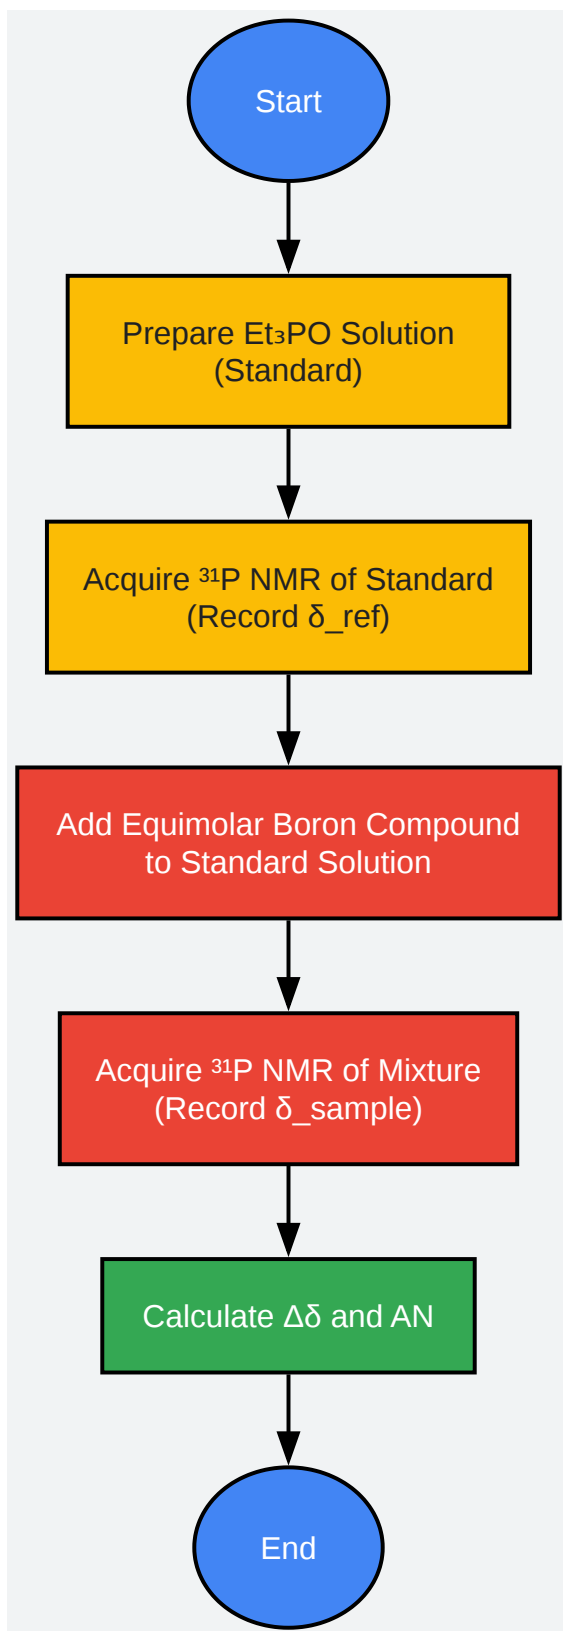 Start
Prepare Et₃PO Solution
(Standard)
Acquire ³¹P NMR of Standard
(Record δ_ref)
Add Equimolar Boron Compound
to Standard Solution
Acquire ³¹P NMR of Mixture
(Record δ_sample)
Calculate Δδ and AN
End